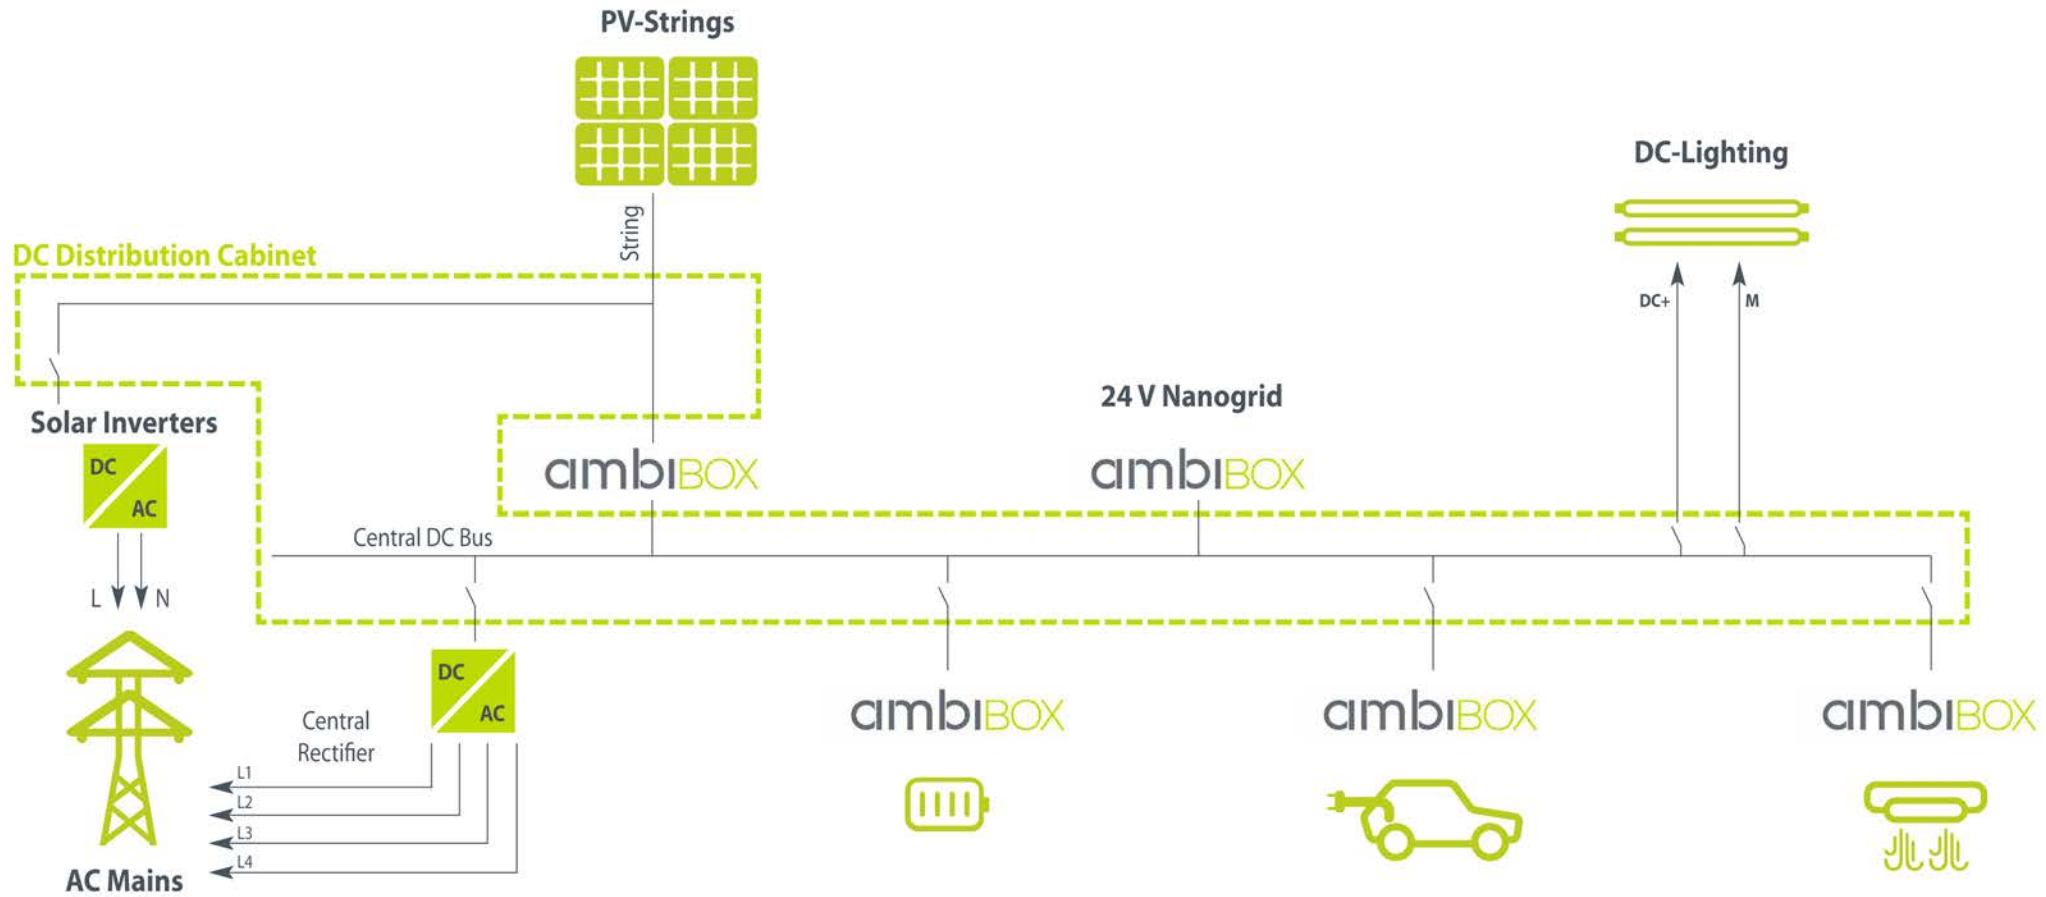 PV-Strings
DC-Lighting
String
DC Distribution Cabinet
DC+
M
24 V Nanogrid
Solar Inverters
DC
AC
ambiBOX
ambiBOX
Central DC Bus
L
N
DC
AC
Central
Rectifier
ambiBOX
ambiBOX
ambiBOX
L1
L2
L3
L4
AC Mains